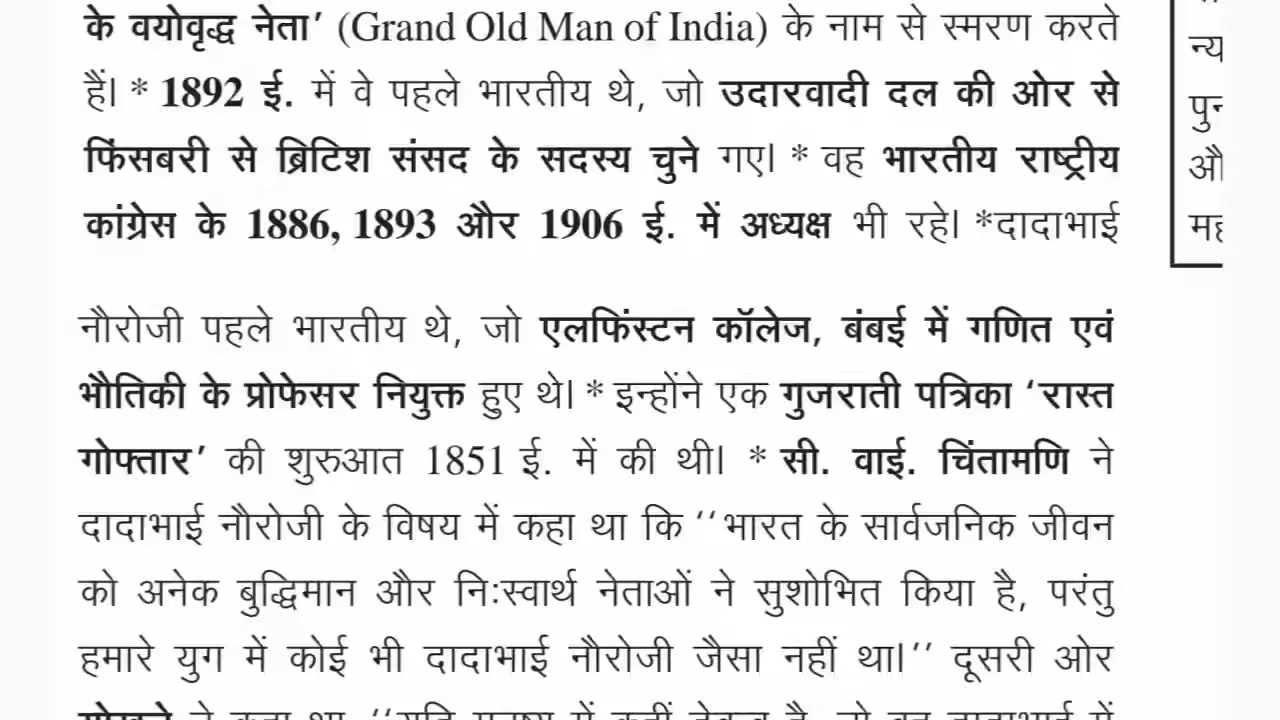 के वयोवृद्ध नेता’ (Grand Old Man of India) के नाम से स्मरण करते
हैं। * 1892 ई. में वे पहले भारतीय थे, जो उदारवादी दल की ओर से
फिंसबरी से ब्रिटिश संसद के सदस्य चुने गए। * वह भारतीय राष्ट्रीय
कांग्रेस के 1886, 1893 और 1906 ई. में अध्यक्ष भी रहे। *दादाभाई
नौरोजी पहले भारतीय थे, जो एलफिंस्टन कॉलेज, बंबई में गणित एवं
भौतिकी के प्रोफेसर नियुक्त हुए थे। * इन्होंने एक गुजराती पत्रिका ‘रास्त
गोफ्तार’ की शुरुआत 1851 ई. में की थी। * सी. वाई. चिंतामणि ने
दादाभाई नौरोजी के विषय में कहा था कि ‘‘भारत के सार्वजनिक जीवन
को अनेक बुद्धिमान और निःस्वार्थ नेताओं ने सुशोभित किया है, परंतु
हमारे युग में कोई भी दादाभाई नौरोजी जैसा नहीं था।’’ दूसरी ओर